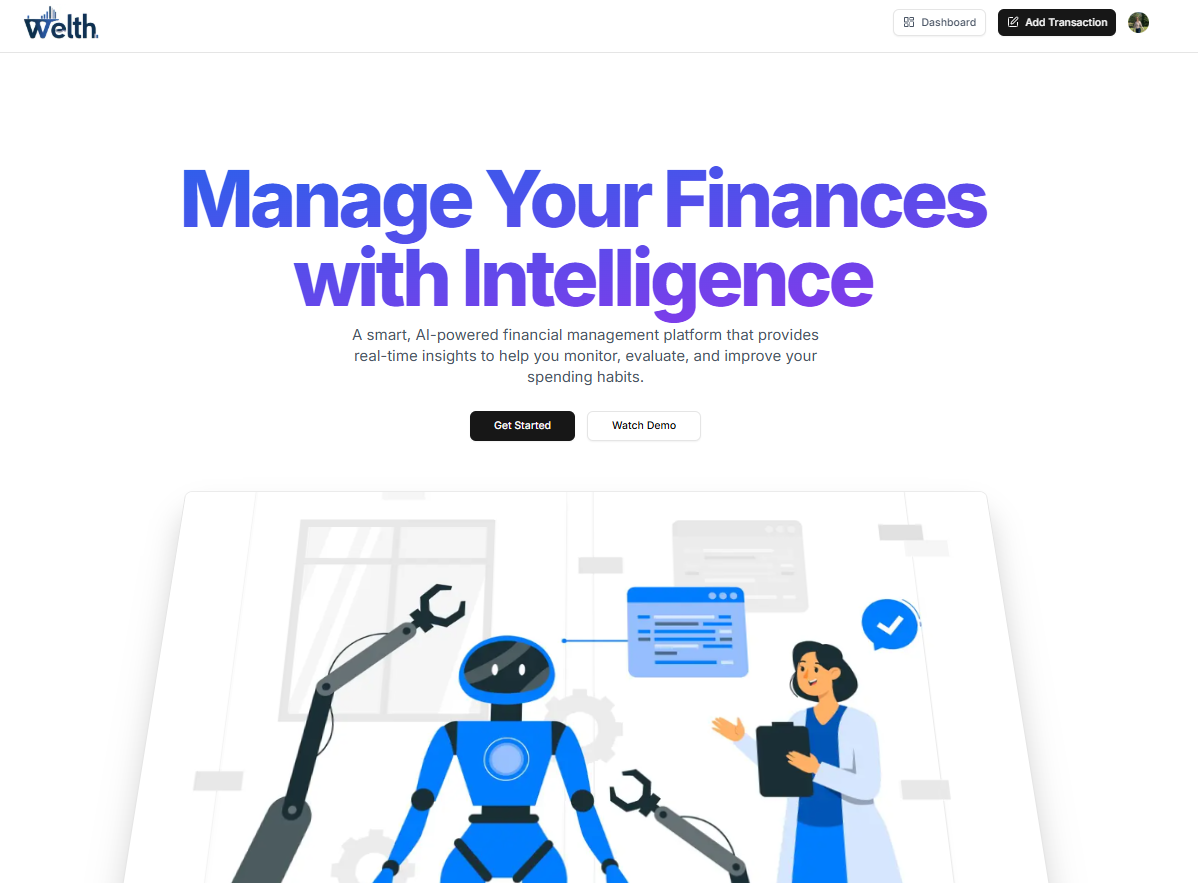 Welth
Dashboard
Add Transaction
Manage Your Finances
with Intelligence
A smart, AI-powered financial management platform that provides
real-time insights to help you monitor, evaluate, and improve your
spending habits.
Get Started
Watch Demo